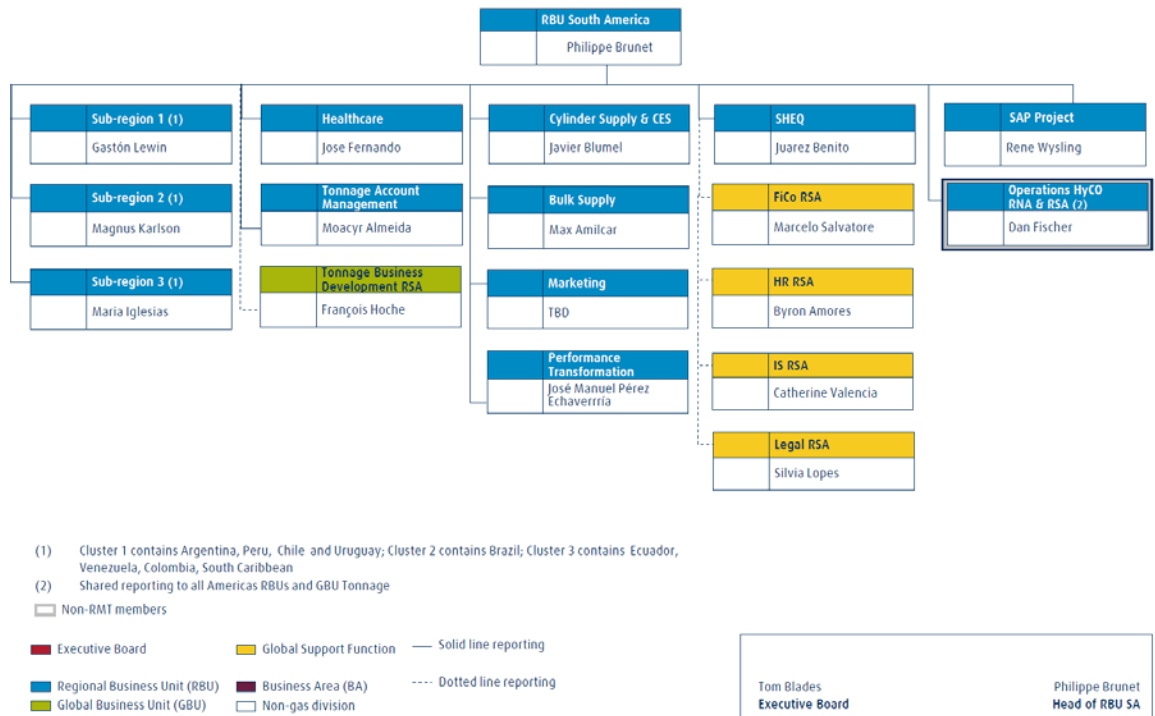 RBU South America
Philippe Brunet
Sub-region 1 (1)
Gastón Lewin
Sub-region 2 (1)
Magnus Karlson
Sub-region 3 (1)
Maria Iglesias
Healthcare
Jose Fernando
Tonnage Account
Management
Moacyr Almeida
Tonnage Business
Development RSA
François Hoche
Cylinder Supply & CES
Javier Blumel
Bulk Supply
Max Amilcar
Marketing
TBD
Performance
Transformation
José Manuel Pérez
Echaverrría
SHEQ
Juarez Benito
FiCo RSA
Marcelo Salvatore
HR RSA
Byron Amores
IS RSA
Catherine Valencia
Legal RSA
Silvia Lopes
SAP Project
Rene Wysling
Operations HyCO
RNA & RSA (2)
Dan Fischer
(1) Cluster 1 contains Argentina, Peru, Chile and Uruguay; Cluster 2 contains Brazil; Cluster 3 contains Ecuador,
Venezuela, Colombia, South Caribbean
(2) Shared reporting to all Americas RBUs and GBU Tonnage
Non-RMT members
Executive Board
Global Support Function
Solid line reporting
Regional Business Unit (RBU)
Business Area (BA)
Dotted line reporting
Global Business Unit (GBU)
Non-gas division
Tom Blades
Executive Board
Philippe Brunet
Head of RBU SA